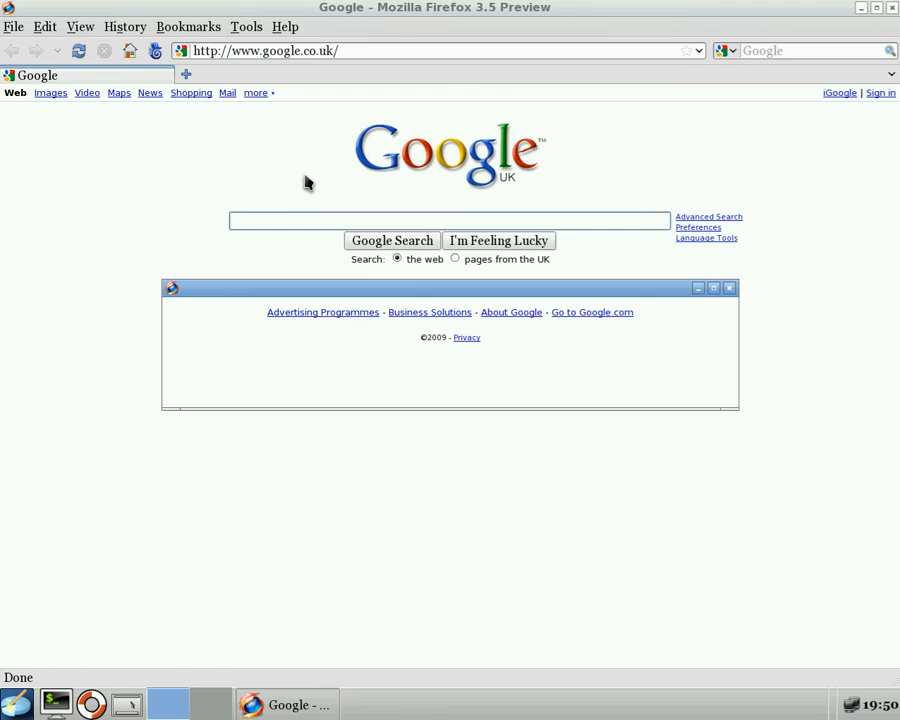 Google - Mozilla Firefox 3.5 Preview
File Edit View History Bookmarks Tools Help
http://www.google.co.uk/ Google
Google
Web Images Video Maps News Shopping Mail more iGoogle | Sign in
Google™
UK
Advanced Search
Preferences
Language Tools
Google Search I'm Feeling Lucky
Search: the web pages from the UK
Advertising Programmes - Business Solutions - About Google - Go to Google.com
©2009 - Privacy
Done
Google - ... 19:50